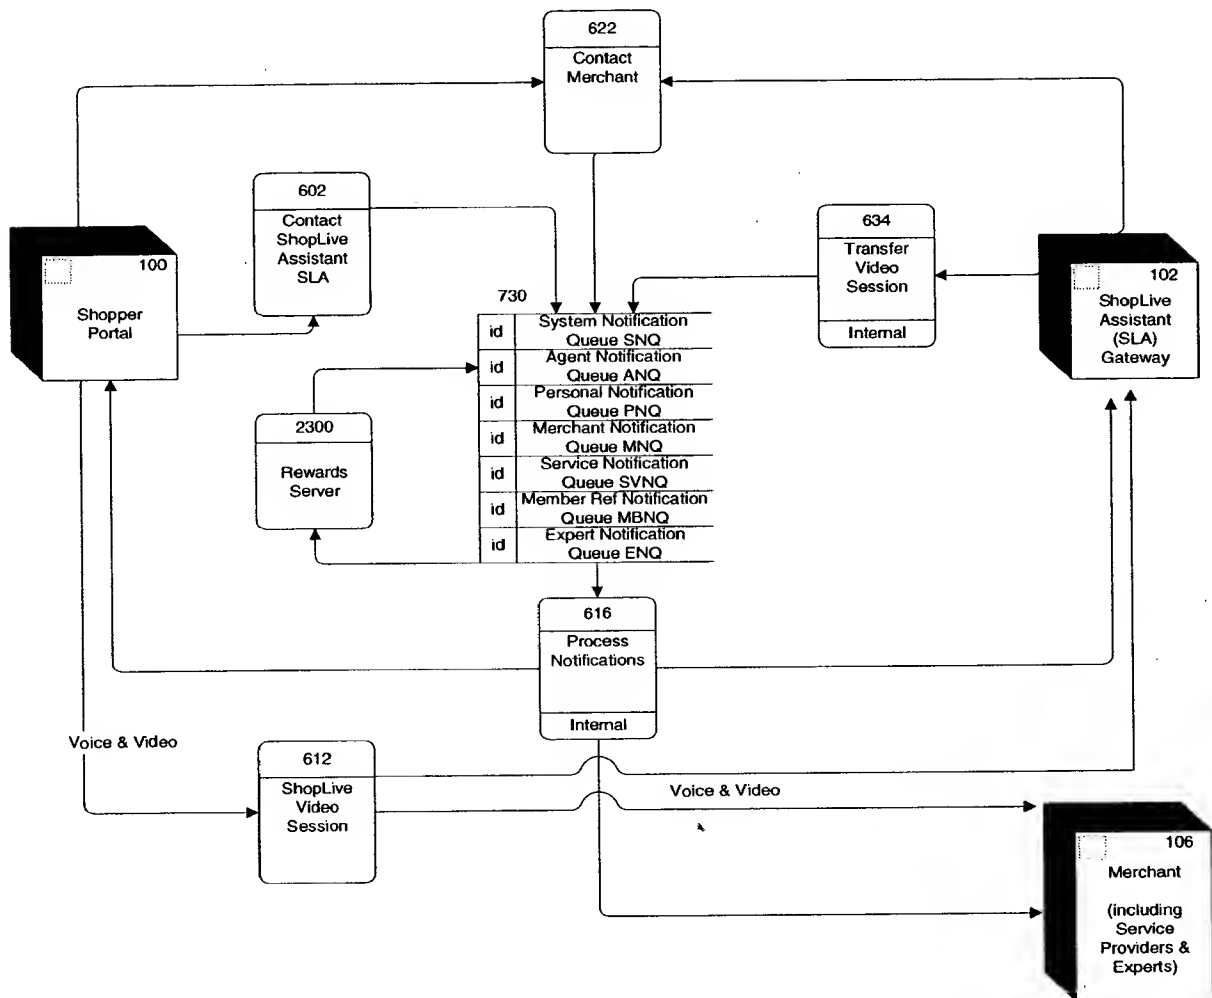 622
Contact
Merchant
602
Contact
ShopLive
Assistant
SLA
634
Transfer
Video
Session
Internal
100
Shopper
Portal
102
ShopLive
Assistant
(SLA)
Gateway
730
id
System Notification
Queue SNQ
id
Agent Notification
Queue ANQ
id
Personal Notification
Queue PNQ
id
Merchant Notification
Queue MNQ
id
Service Notification
Queue SVNQ
id
Member Ref Notification
Queue MBNQ
id
Expert Notification
Queue ENQ
2300
Rewards
Server
616
Process
Notifications
Internal
Voice & Video
612
ShopLive
Video
Session
Voice & Video
106
Merchant
(including
Service
Providers &
Experts)